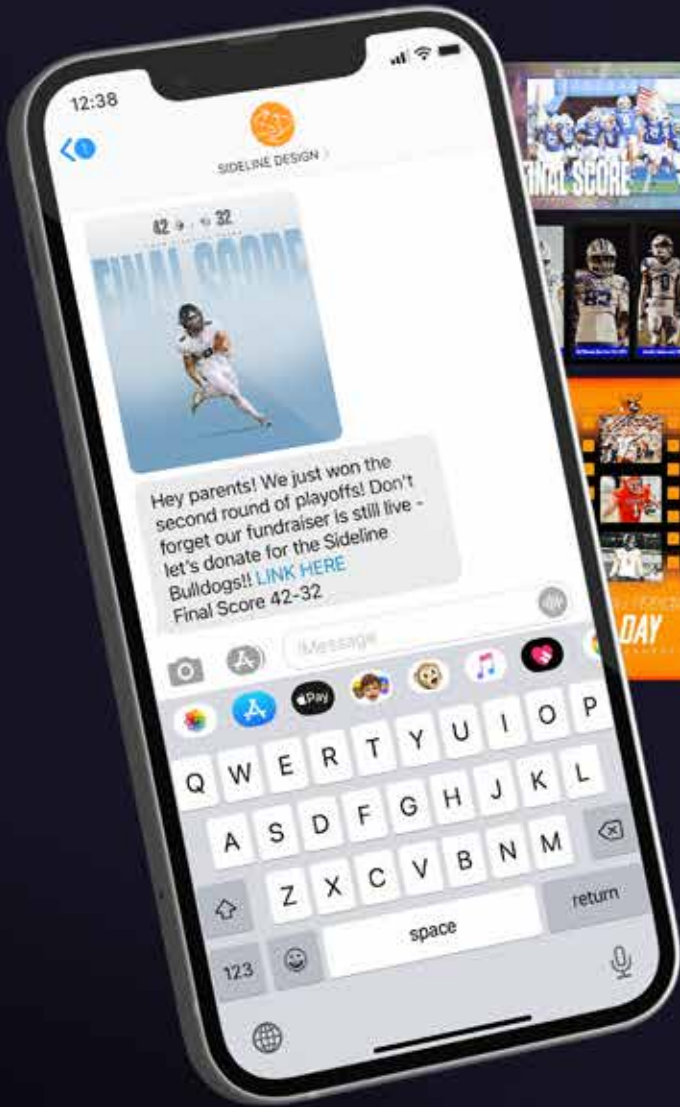 12:38
1
SIDELINE DESIGN
42 32
FINAL SCORE
Hey parents! We just won the
second round of playoffs! Don't
forget our fundraiser is still live -
let's donate for the Sideline
Bulldogs!! LINK HERE
Final Score 42-32
iMessage
Pay
Q W E R T Y U I O P
A S D F G H J K L
Z X C V B N M
123
space
return
FINAL SCORE
DAY